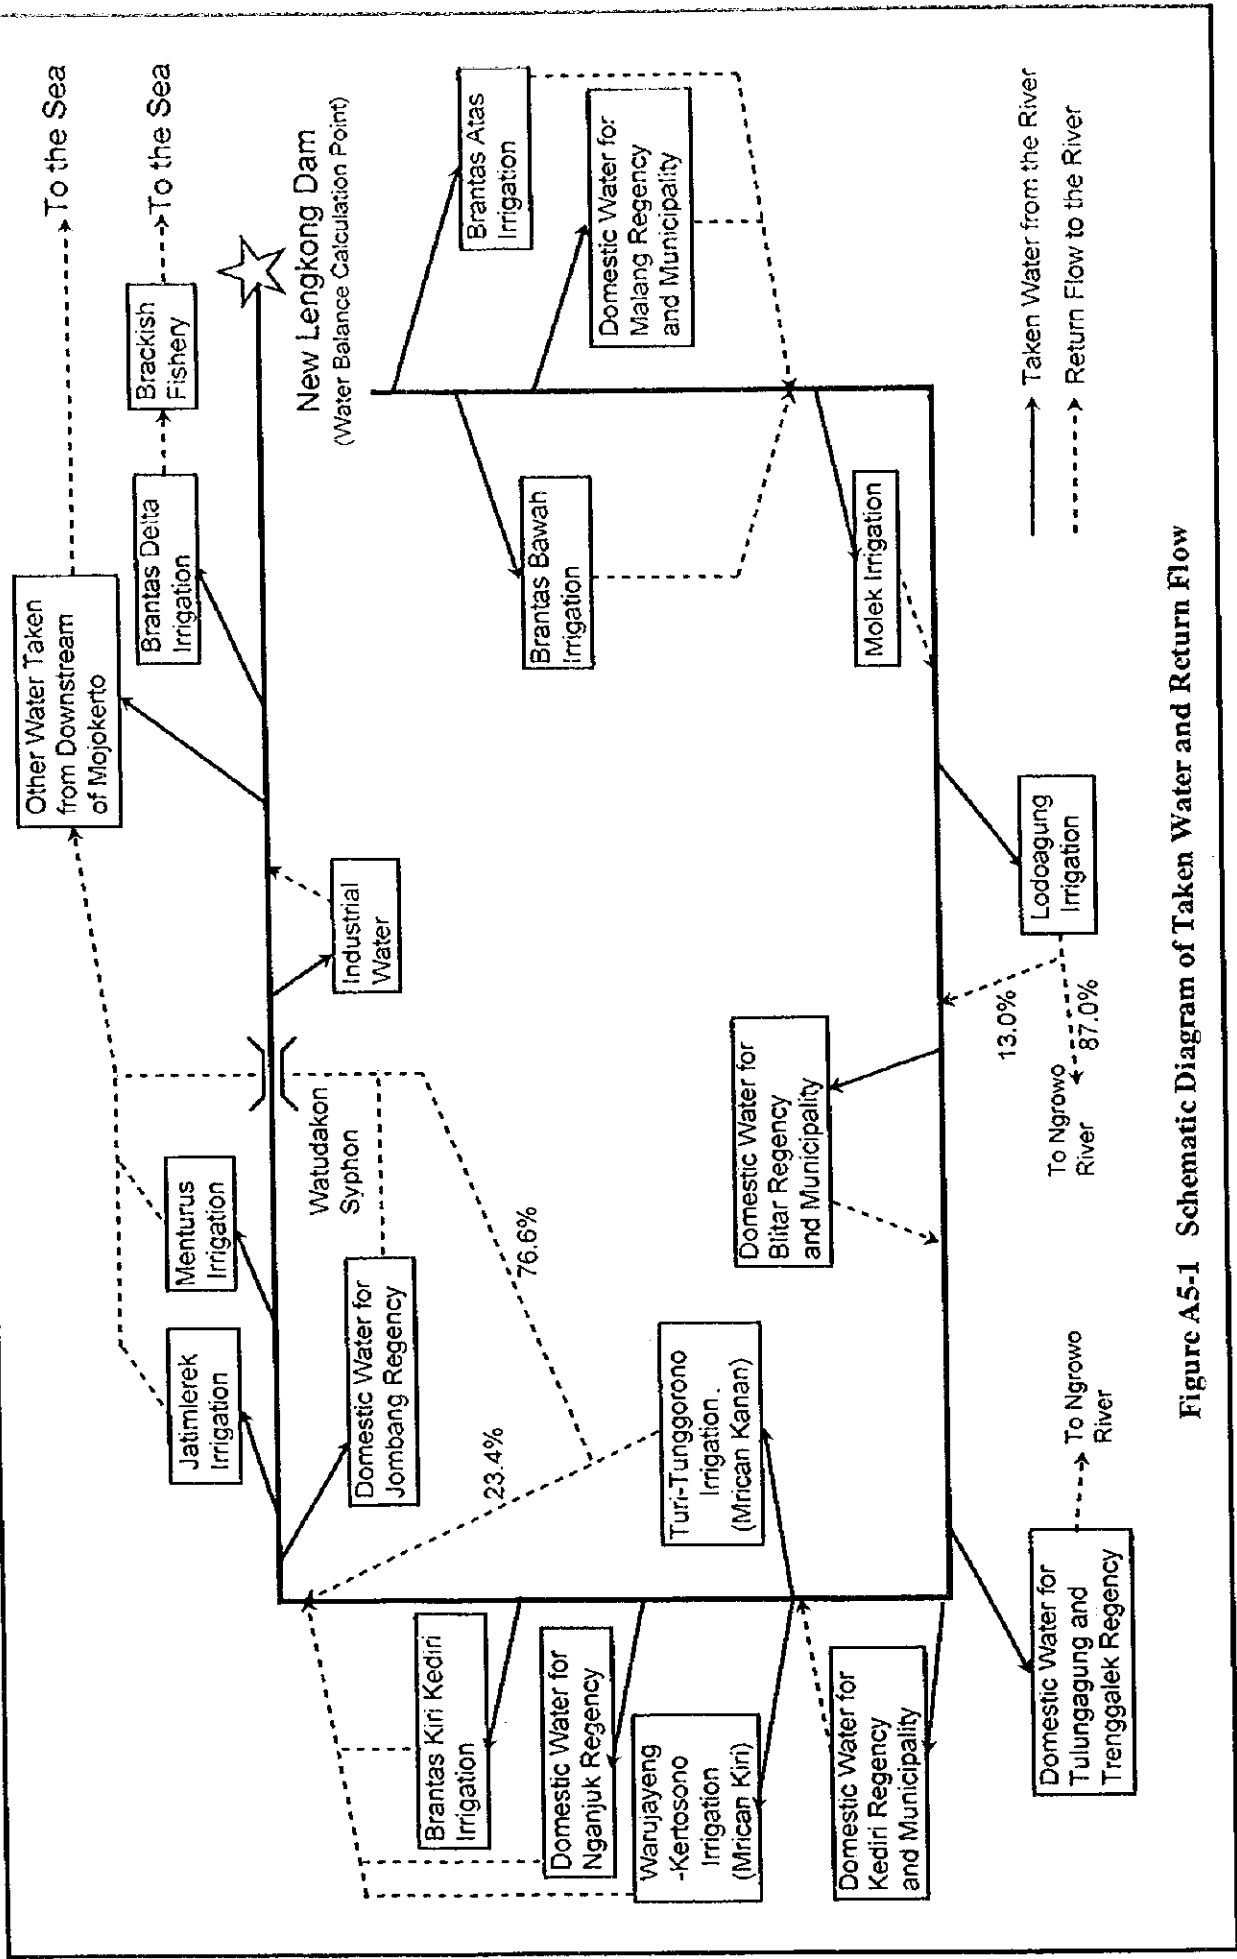 Other Water Taken
from Downstream
of Mojokerto
To the Sea
Brantas Delta
Irrigation
Brackish
Fishery
To the Sea
New Lengkong Dam
(Water Balance Calculation Point)
Jatimlerek
Irrigation
Menturus
Irrigation
Watudakon
Syphon
Industrial
Water
Domestic Water for
Jombang Regency
Brantas Atas
Irrigation
Domestic Water for
Malang Regency
and Municipality
Brantas Bawah
Irrigation
Brantas Kiri Kediri
Irrigation
23.4%
76.6%
Domestic Water for
Nganjuk Regency
Warujayeng
-Kertosono
Irrigation
(Mrican Kiri)
Turi-Tunggorono
Irrigation .
(Mrican Kanan)
Domestic Water for
Blitar Regency
and Municipality
Molek Irrigation
Domestic Water for
Kediri Regency
and Municipality
13.0%
87.0%
To Ngrowo
River
Lodoagung
Irrigation
Domestic Water for
Tulungagung and
Trenggalek Regency
To Ngrowo
River
Taken Water from the River
Return Flow to the River
Figure A5-1 Schematic Diagram of Taken Water and Return Flow